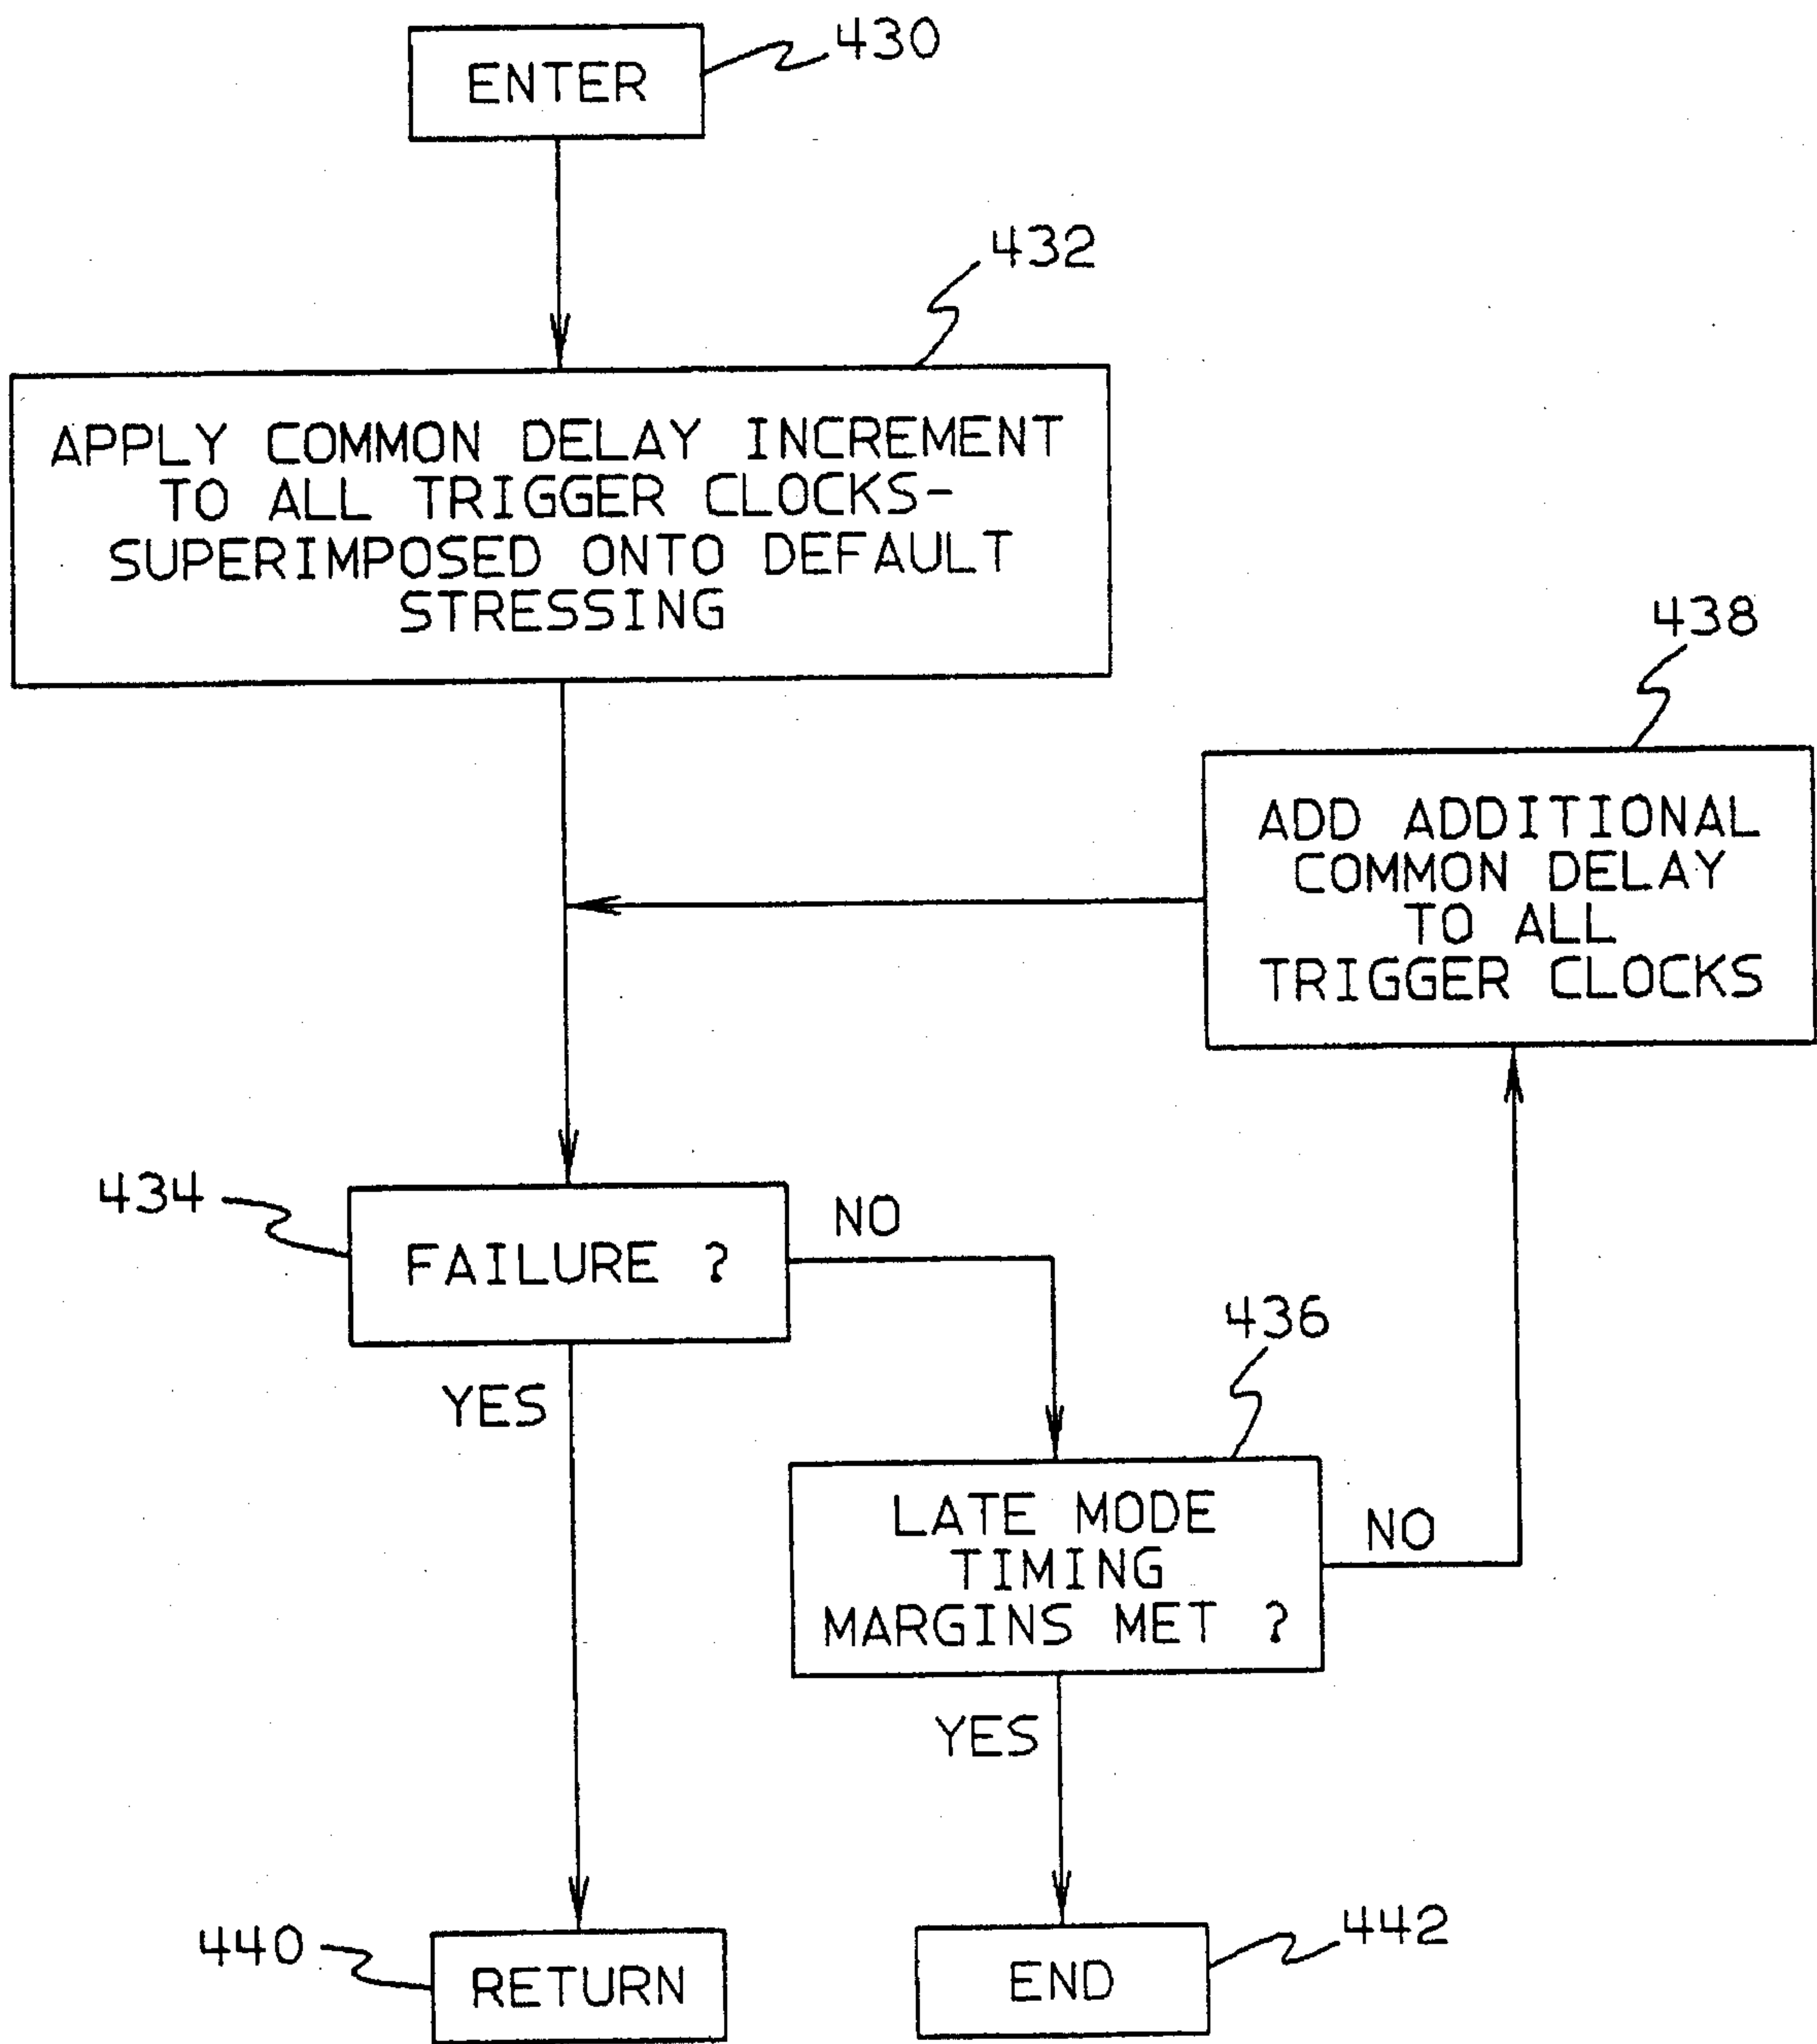 430
ENTER
432
APPLY COMMON DELAY INCREMENT
TO ALL TRIGGER CLOCKS-
SUPERIMPOSED ONTO DEFAULT
STRESSING
438
ADD ADDITIONAL
COMMON DELAY
TO ALL
TRIGGER CLOCKS
434
FAILURE ?
NO
YES
436
LATE MODE
TIMING
MARGINS MET ?
NO
YES
440
RETURN
442
END